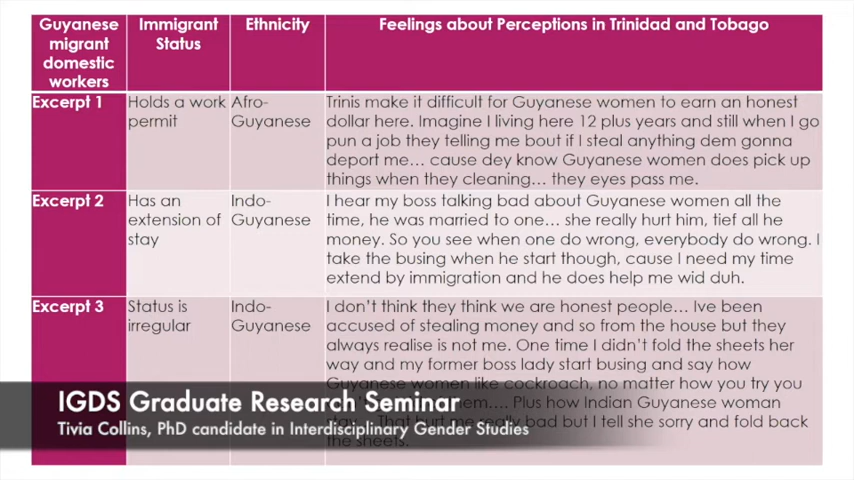 Guyanese migrant domestic workers
Immigrant Status
Ethnicity
Feelings about Perceptions in Trinidad and Tobago
Excerpt 1
Holds a work permit
Afro-Guyanese
Trinis make it difficult for Guyanese women to earn an honest
dollar here. Imagine I living here 12 plus years and still when I go
pun a job they telling me bout if I steal anything dem gonna
deport me… cause dey know Guyanese women does pick up
things when they cleaning… they eyes pass me.
Excerpt 2
Has an extension of stay
Indo-Guyanese
I hear my boss talking bad about Guyanese women all the
time, he was married to one… she really hurt him, tief all he
money. So you see when one do wrong, everybody do wrong. I
take the busing when he start though, cause I need my time
extend by immigration and he does help me wid duh.
Excerpt 3
Status is irregular
Indo-Guyanese
I don't think they think we are honest people… Ive been
accused of stealing money and so from the house but they
always realise is not me. One time I didn't fold the sheets her
way and my former boss lady start busing and say how
Guyanese women like cockroach, no matter how you try you
Plus how Indian Guyanese woman
That hurt me really bad but I tell she sorry and fold back
the sheets.
IGDS Graduate Research Seminar
Tivia Collins, PhD candidate in Interdisciplinary Gender Studies